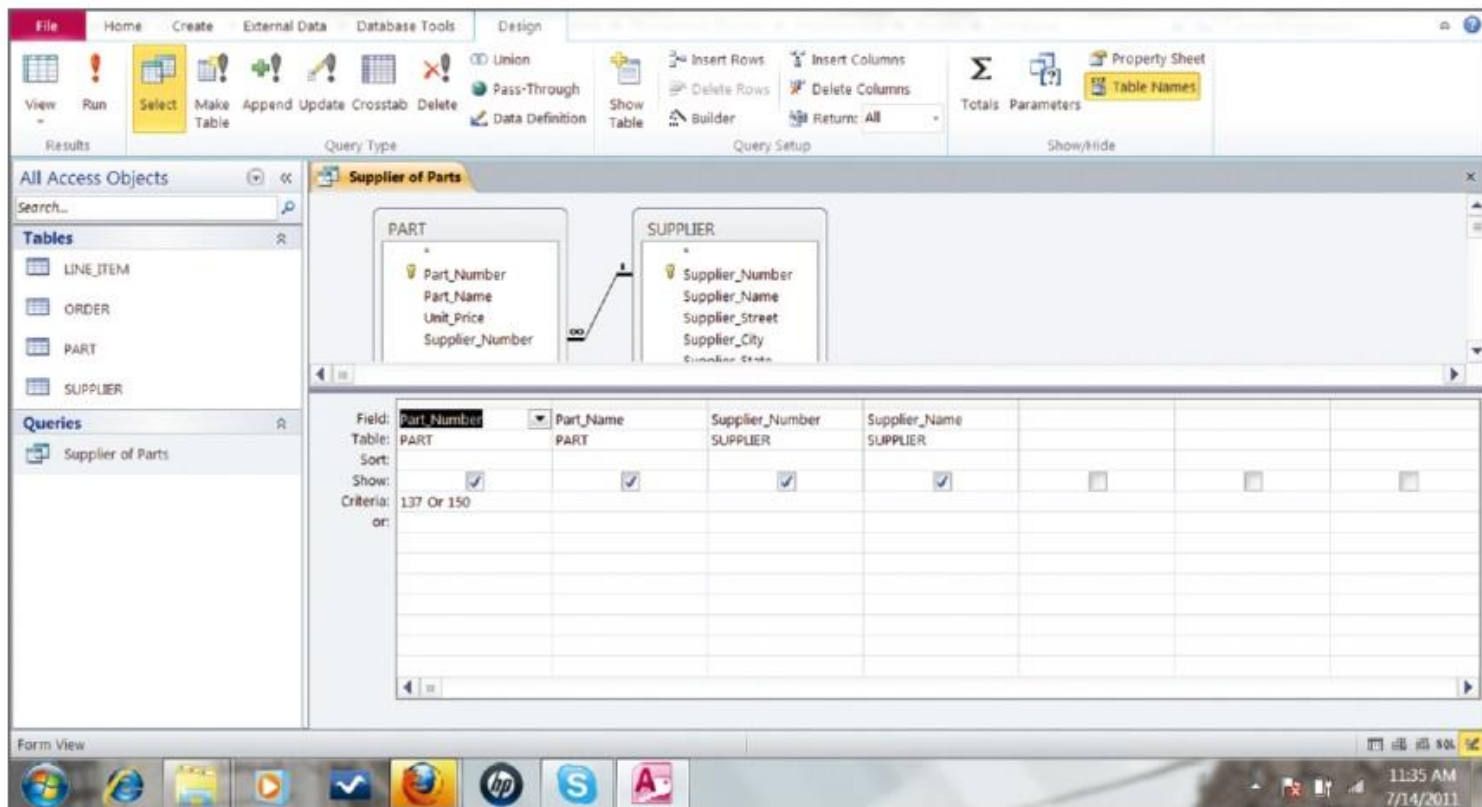 File Home Create External Data Database Tools Design
View Run Select Make Table Append Update Crosstab Delete
Union
Pass-Through
Data Definition
Show Table
Insert Rows
Delete Rows
Builder
Insert Columns
Delete Columns
Return: All
Totals Parameters
Property Sheet
Table Names
Results Query Type Query Setup Show/Hide
All Access Objects
Search...
Tables
LINE_ITEM
ORDER
PART
SUPPLIER
Queries
Supplier of Parts
Supplier of Parts
PART
*
Part_Number
Part_Name
Unit_Price
Supplier_Number
∞
1
SUPPLIER
*
Supplier_Number
Supplier_Name
Supplier_Street
Supplier_City
Supplier_State
Field: Part_Number Part_Name Supplier_Number Supplier_Name
Table: PART PART SUPPLIER SUPPLIER
Sort:
Show:
Criteria: 137 Or 150
or:
Form View
SQL
hp S A
11:35 AM
7/14/2011